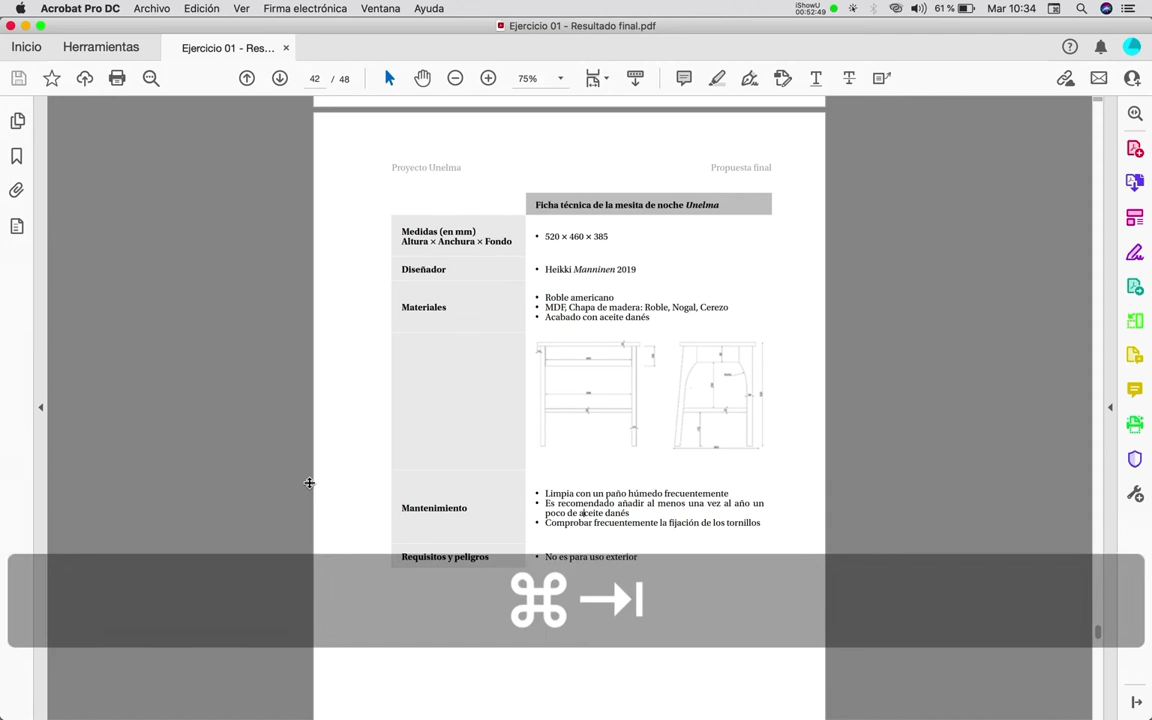 Acrobat Pro DC Archivo Edición Ver Firma electrónica Ventana Ayuda iShowU 00:52:49 61 % Mar 10:34
Ejercicio 01 - Resultado final.pdf
Inicio Herramientas Ejercicio 01 - Res... ×
42 / 48 75%
Proyecto Unelma Propuesta final
Ficha técnica de la mesita de noche Unelma
Medidas (en mm)
Altura × Anchura × Fondo
• 520 × 460 × 385
Diseñador • Heikki Manninen 2019
Materiales
• Roble americano
• MDF, Chapa de madera: Roble, Nogal, Cerezo
• Acabado con aceite danés
Mantenimiento
• Limpia con un paño húmedo frecuentemente
• Es recomendado añadir al menos una vez al año un
poco de aceite danés
• Comprobar frecuentemente la fijación de los tornillos
Requisitos y peligros • No es para uso exterior
⌘ ⇥